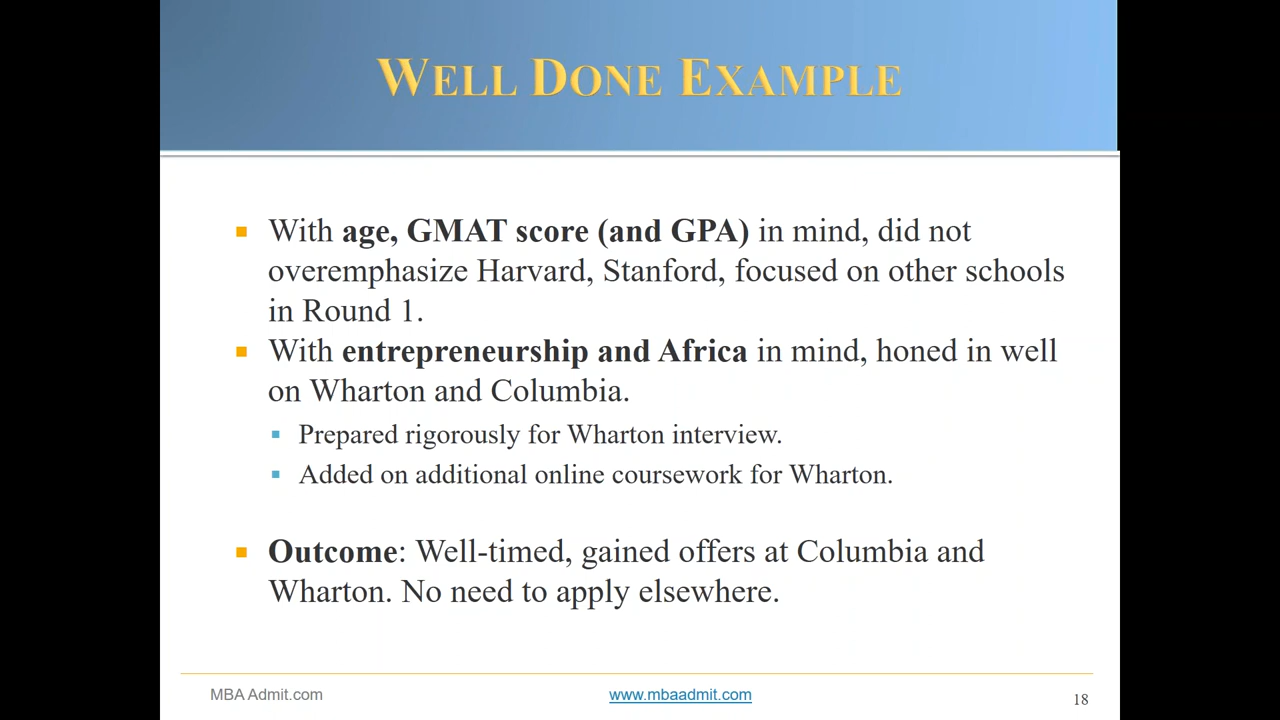 WELL DONE EXAMPLE
With age, GMAT score (and GPA) in mind, did not
overemphasize Harvard, Stanford, focused on other schools
in Round 1.
With entrepreneurship and Africa in mind, honed in well
on Wharton and Columbia.
Prepared rigorously for Wharton interview.
Added on additional online coursework for Wharton.
Outcome: Well-timed, gained offers at Columbia and
Wharton. No need to apply elsewhere.
MBA Admit.com
www.mbaadmit.com
18